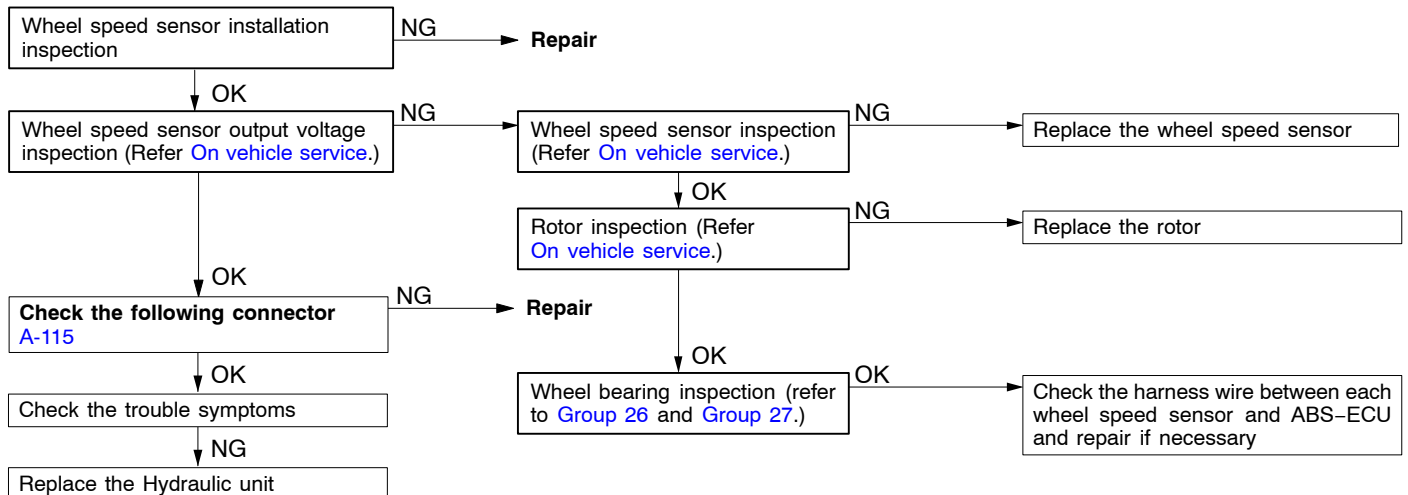 Wheel speed sensor installation
inspection
NG
Repair
OK
Wheel speed sensor output voltage
inspection (Refer On vehicle service.)
NG
Wheel speed sensor inspection
(Refer On vehicle service.)
NG
Replace the wheel speed sensor
OK
Rotor inspection (Refer
On vehicle service.)
NG
Replace the rotor
OK
Check the following connector
A-115
NG
Repair
OK
Wheel bearing inspection (refer
to Group 26 and Group 27.)
OK
Check the harness wire between each
wheel speed sensor and ABS−ECU
and repair if necessary
OK
Check the trouble symptoms
NG
Replace the Hydraulic unit